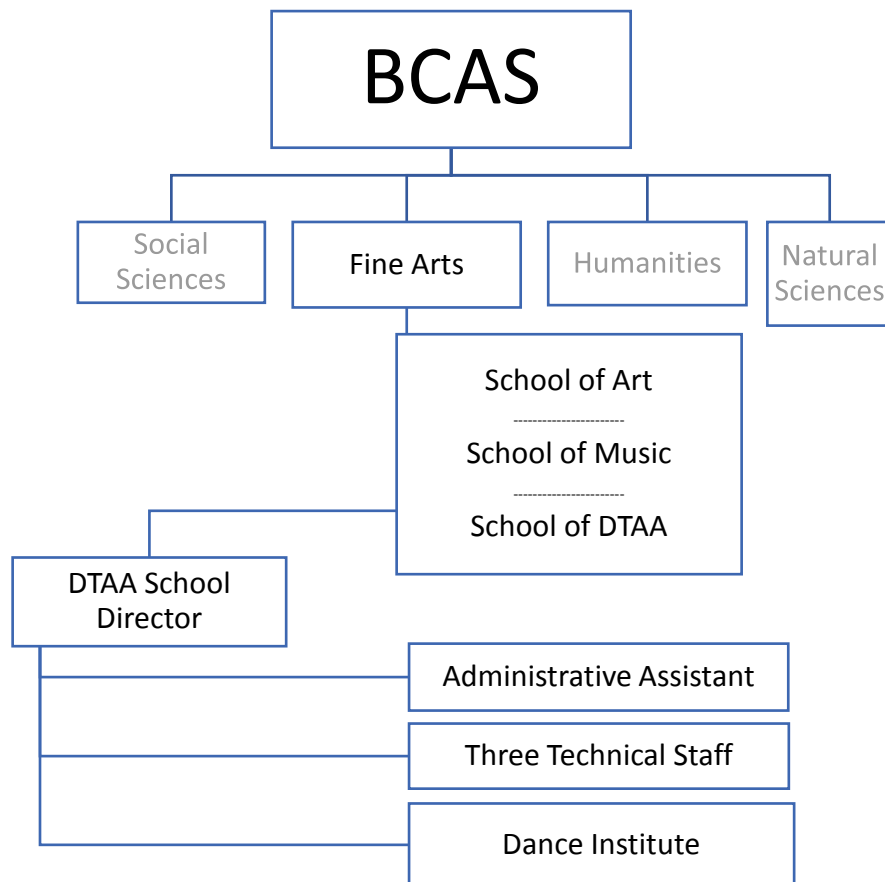 BCAS
Social
Sciences
Fine Arts
Humanities
Natural
Sciences
School of Art
-----------------------
School of Music
-----------------------
School of DTAA
DTAA School
Director
Administrative Assistant
Three Technical Staff
Dance Institute